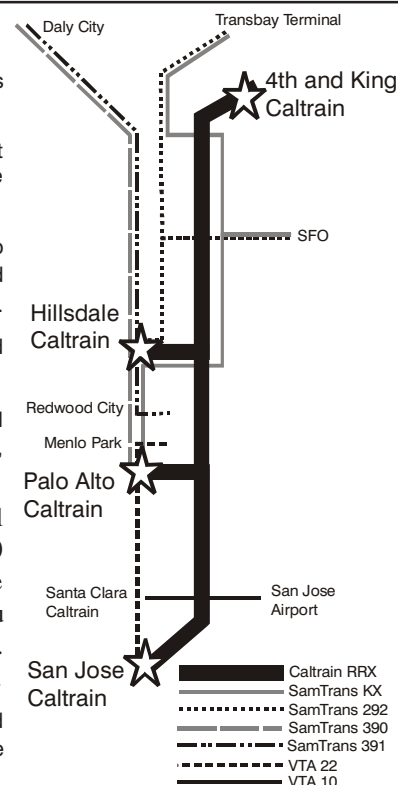 Daly City
Transbay Terminal
4th and King
Caltrain
SFO
Hillsdale
Caltrain
Redwood City
Menlo Park
Palo Alto
Caltrain
Santa Clara
Caltrain
San Jose
Airport
San Jose
Caltrain
Caltrain RRX
SamTrans KX
SamTrans 292
SamTrans 390
SamTrans 391
VTA 22
VTA 10